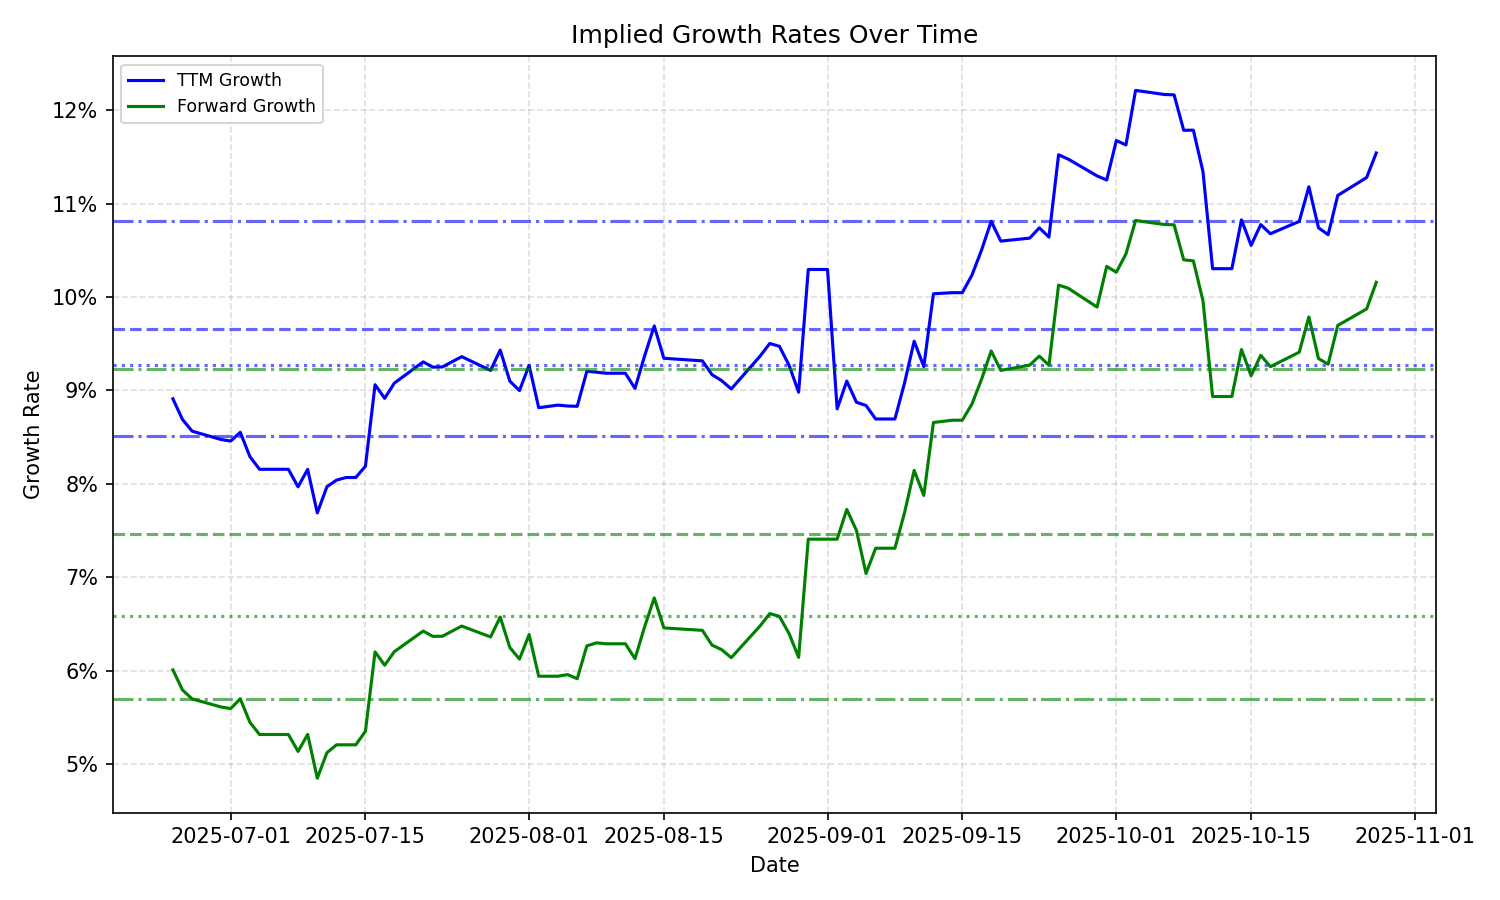 Implied Growth Rates Over Time
TTM Growth
Forward Growth
Growth Rate
12%
11%
10%
9%
8%
7%
6%
5%
2025-07-01 2025-07-15 2025-08-01 2025-08-15 2025-09-01 2025-09-15 2025-10-01 2025-10-15 2025-11-01
Date